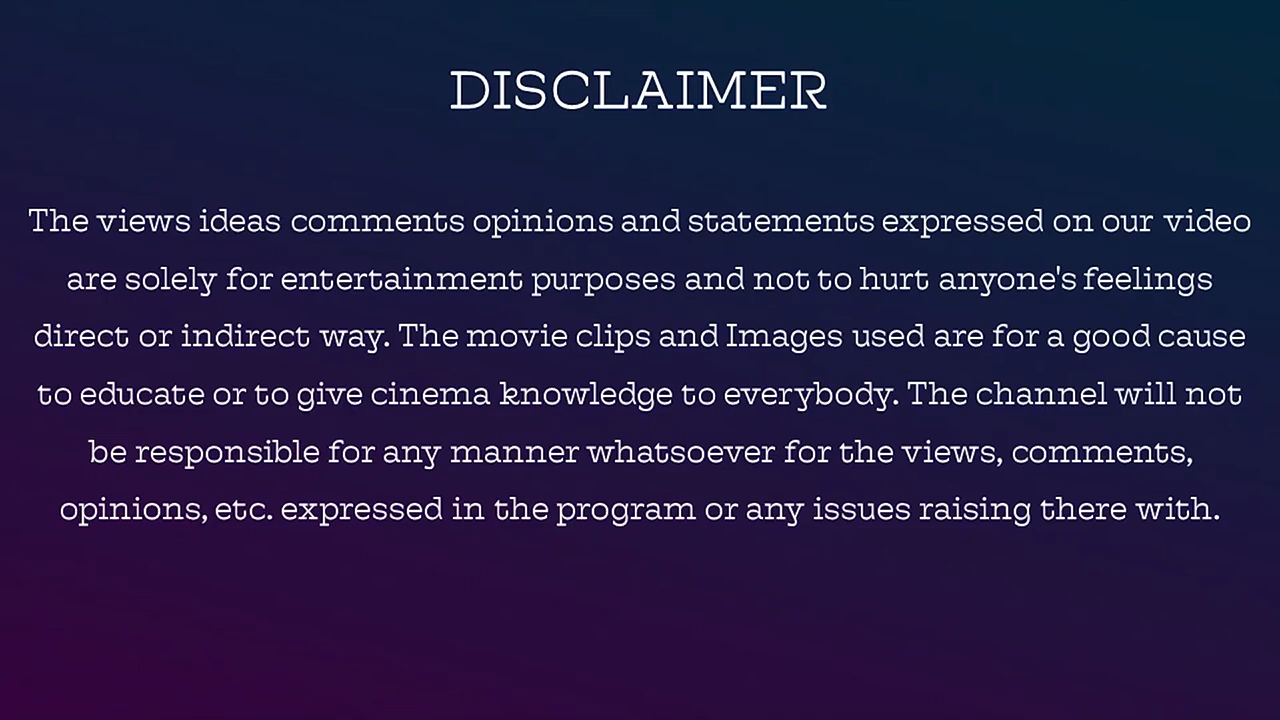 DISCLAIMER
The views ideas comments opinions and statements expressed on our video
are solely for entertainment purposes and not to hurt anyone's feelings
direct or indirect way. The movie clips and Images used are for a good cause
to educate or to give cinema knowledge to everybody. The channel will not
be responsible for any manner whatsoever for the views, comments,
opinions, etc. expressed in the program or any issues raising there with.